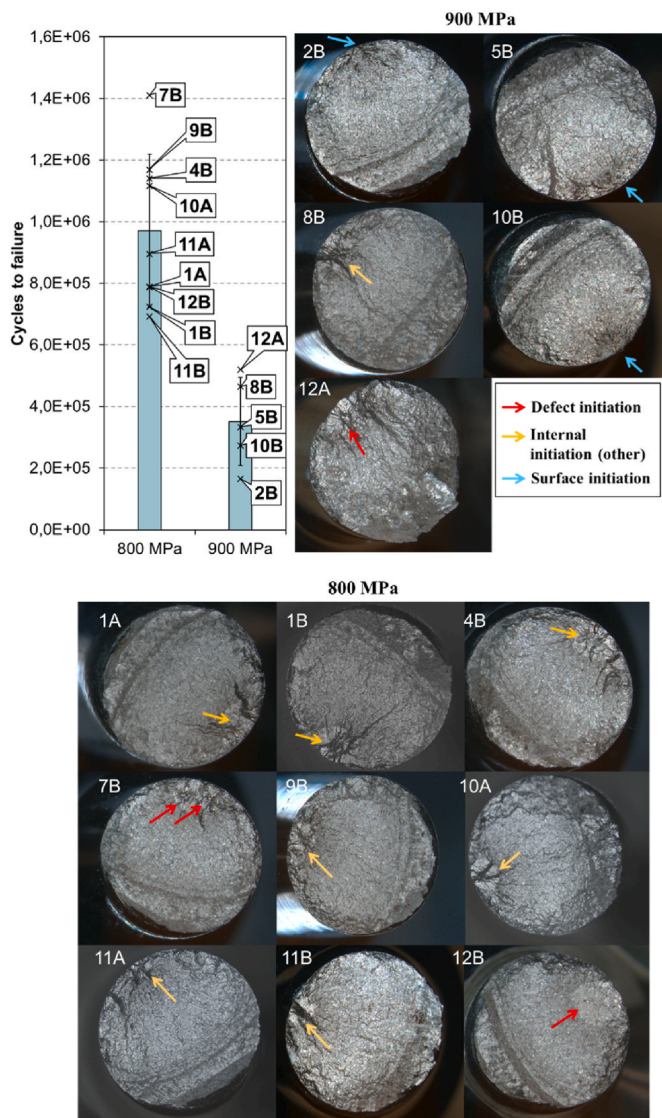 900 MPa
Cycles to failure
1,6E+06
1,4E+06
1,2E+06
1,0E+06
8,0E+05
6,0E+05
4,0E+05
2,0E+05
0,0E+00
7B
9B
4B
10A
11A
1A
12B
1B
11B
12A
8B
5B
10B
2B
800 MPa
900 MPa
2B
5B
8B
10B
12A
Defect initiation
Internal
initiation (other)
Surface initiation
800 MPa
1A
1B
4B
7B
9B
10A
11A
11B
12B